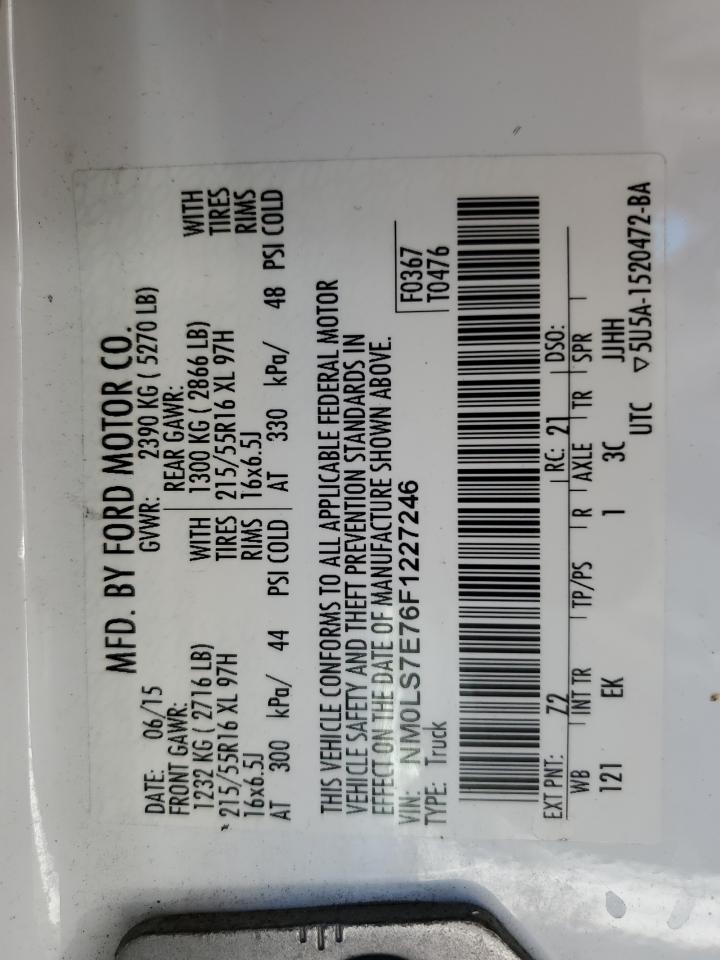 MFD. BY FORD MOTOR CO.
DATE: 06/15 GVWR: 2390 KG ( 5270 LB)
FRONT GAWR: REAR GAWR:
1232 KG ( 2716 LB) WITH 1300 KG ( 2866 LB) WITH
215/55R16 XL 97H TIRES 215/55R16 XL 97H TIRES
16x6.5J RIMS 16x6.5J RIMS
AT 300 kPa/ 44 PSI COLD AT 330 kPa/ 48 PSI COLD
THIS VEHICLE CONFORMS TO ALL APPLICABLE FEDERAL MOTOR
VEHICLE SAFETY AND THEFT PREVENTION STANDARDS IN
EFFECT ON THE DATE OF MANUFACTURE SHOWN ABOVE.
VIN: NM0LS7E76F1227246 F0367
TYPE: Truck T0476
EXT PNT: Z2 RC: 21 DSO:
WB INT TR TP/PS R AXLE TR SPR
121 EK 1 3C JJHH
UTC ▽5U5A-1520472-BA